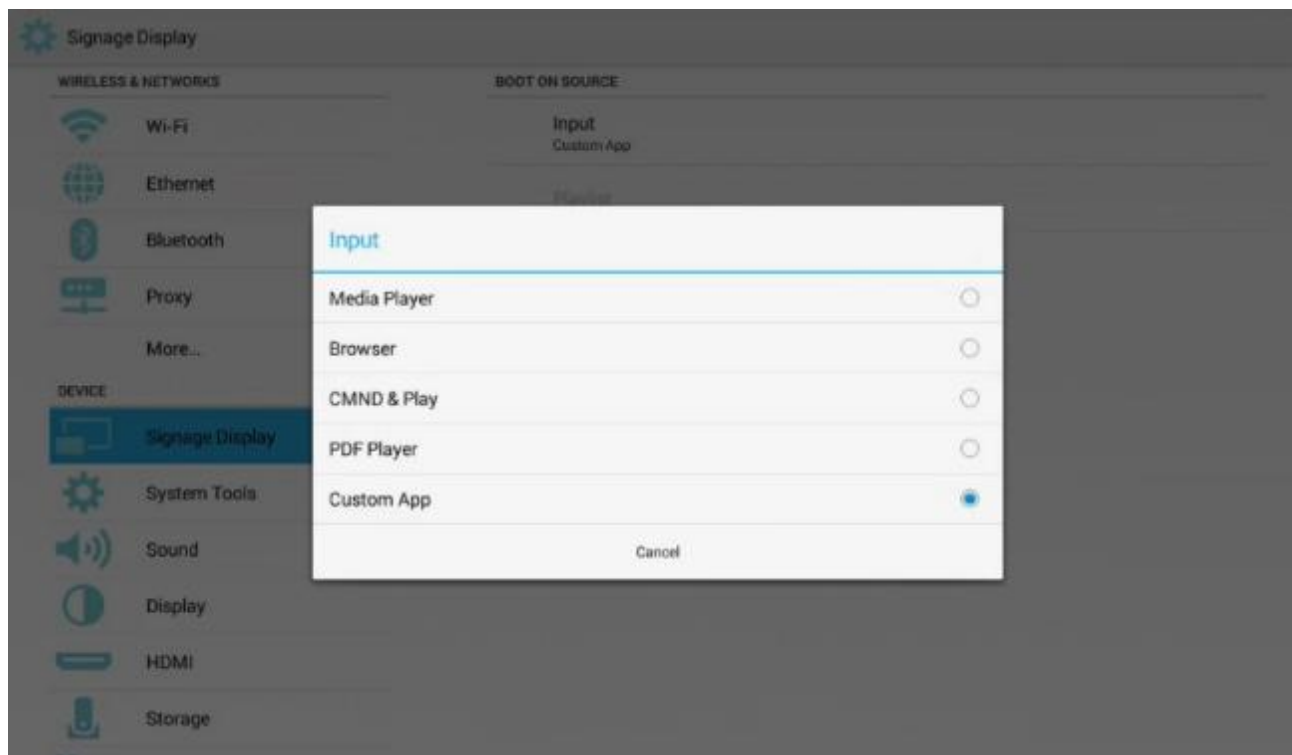 Signage Display
WIRELESS & NETWORKS
Wi-Fi
Ethernet
Bluetooth
Proxy
More...
DEVICE
Signage Display
System Tools
Sound
Display
HDMI
Storage
BOOT ON SOURCE
Input
Custom App
Playlist
Input
Media Player
Browser
CMND & Play
PDF Player
Custom App
Cancel